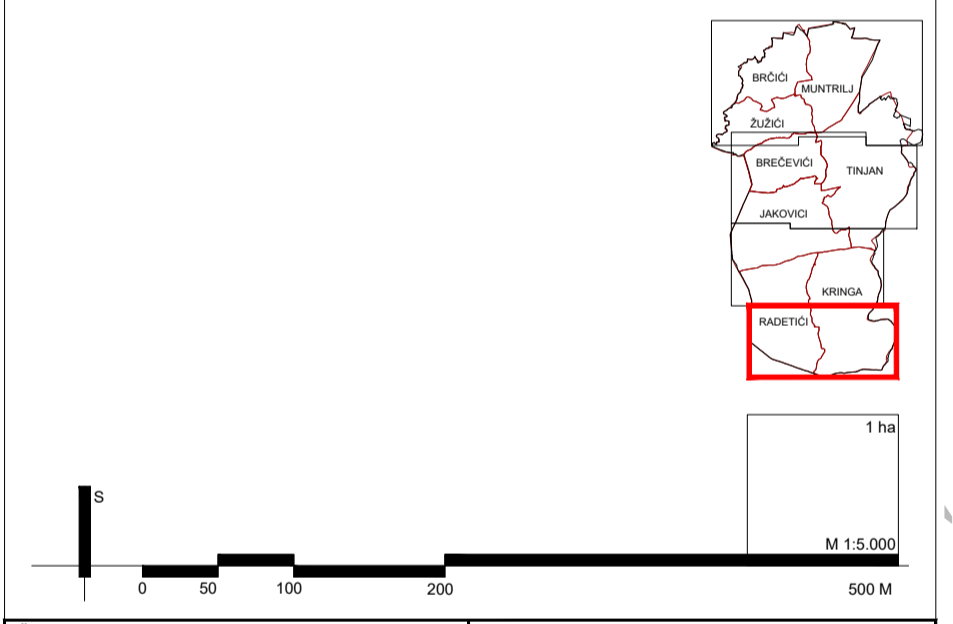 BRČIĆI
MUNTRILJ
ŽUŽIĆI
BREČEVIĆI
TINJAN
JAKOVICI
KRINGA
RADETIĆI
1 ha
S
M 1:5.000
0 50 100 200 500 M